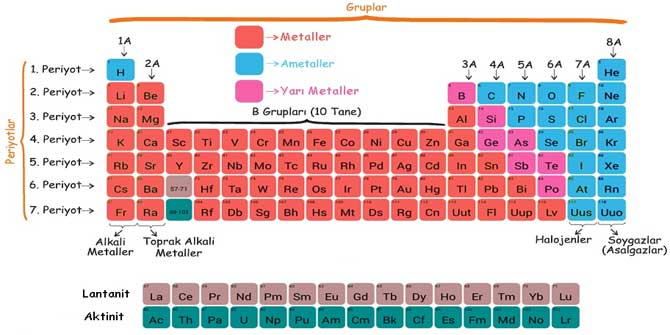 Gruplar
1A
8A
Metaller
Ametaller
Yarı Metaller
2A
3A 4A 5A 6A 7A
B Grupları (10 Tane)
Periyotlar
1. Periyot H He
2. Periyot Li Be B C N O F Ne
3. Periyot Na Mg Al Si P S Cl Ar
4. Periyot K Ca Sc Ti V Cr Mn Fe Co Ni Cu Zn Ga Ge As Se Br Kr
5. Periyot Rb Sr Y Zr Nb Mo Tc Ru Rh Pd Ag Cd In Sn Sb Te I Xe
6. Periyot Cs Ba 57-71 Hf Ta W Re Os Ir Pt Au Hg Tl Pb Bi Po At Rn
7. Periyot Fr Ra 89-103 Rf Db Sg Bh Hs Mt Ds Rg Cn Uut Fl Uup Lv Uus Uuo
Alkali Metaller
Toprak Alkali Metaller
Halojenler
Soygazlar (Asalgazlar)
Lantanit La Ce Pr Nd Pm Sm Eu Gd Tb Dy Ho Er Tm Yb Lu
Aktinit Ac Th Pa U Np Pu Am Cm Bk Cf Es Fm Md No Lr